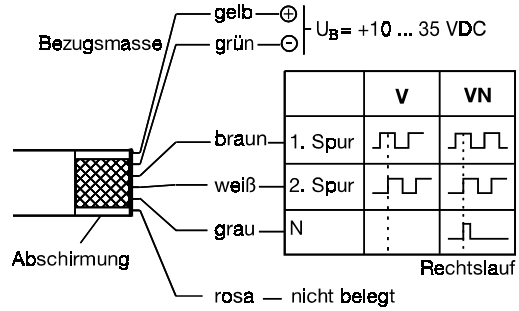 gelb ⊕
Bezugsmasse grün ⊖ U_B= +10 ... 35 VDC
V VN
braun 1. Spur
weiß 2. Spur
grau N
Abschirmung
Rechtslauf
rosa — nicht belegt